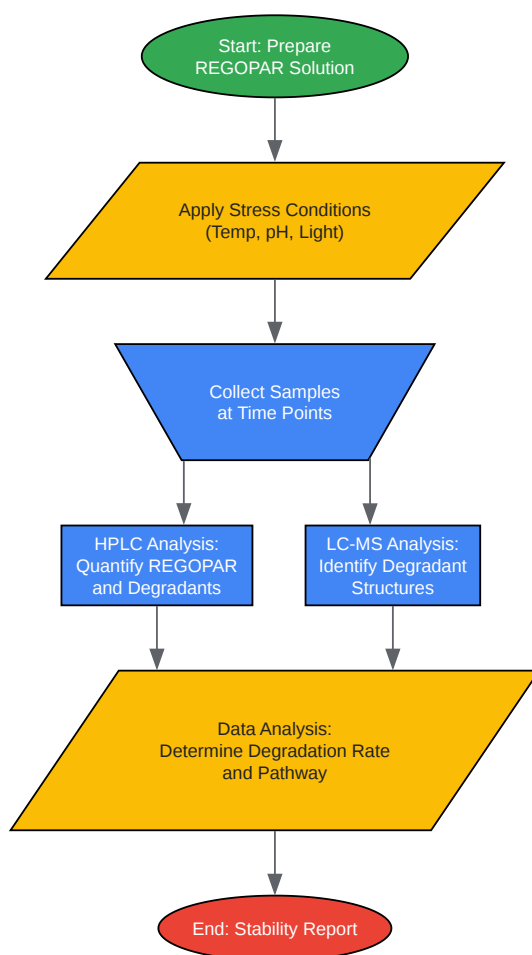 Start: Prepare
REGOPAR Solution
Apply Stress Conditions
(Temp, pH, Light)
Collect Samples
at Time Points
HPLC Analysis:
Quantify REGOPAR
and Degradants
LC-MS Analysis:
Identify Degradant
Structures
Data Analysis:
Determine Degradation Rate
and Pathway
End: Stability Report